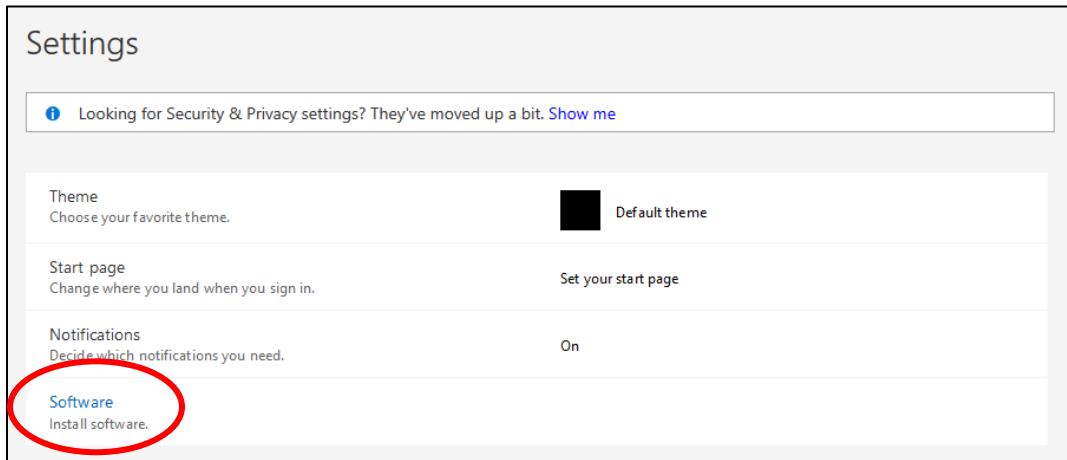 Settings
Looking for Security & Privacy settings? They've moved up a bit. Show me
Theme
Choose your favorite theme.
Default theme
Start page
Change where you land when you sign in.
Set your start page
Notifications
Decide which notifications you need.
On
Software
Install software.